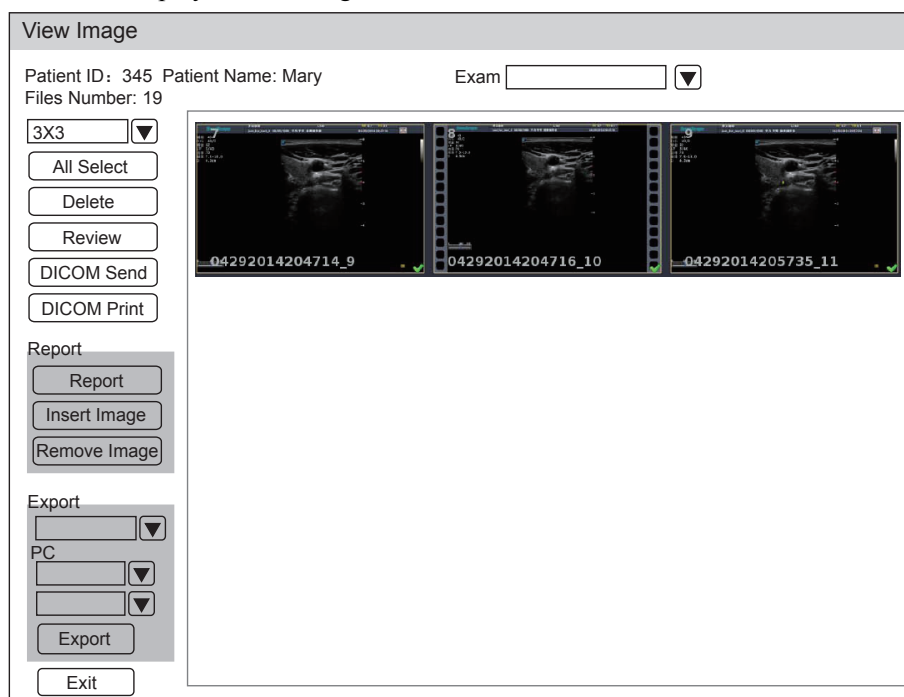 View Image
Patient ID：345 Patient Name: Mary
Exam
Files Number: 19
3X3
All Select
Delete
Review
DICOM Send
DICOM Print
Report
Report
Insert Image
Remove Image
Export
PC
Export
Exit
7
04292014204714_9
8
04292014204716_10
9
04292014205735_11